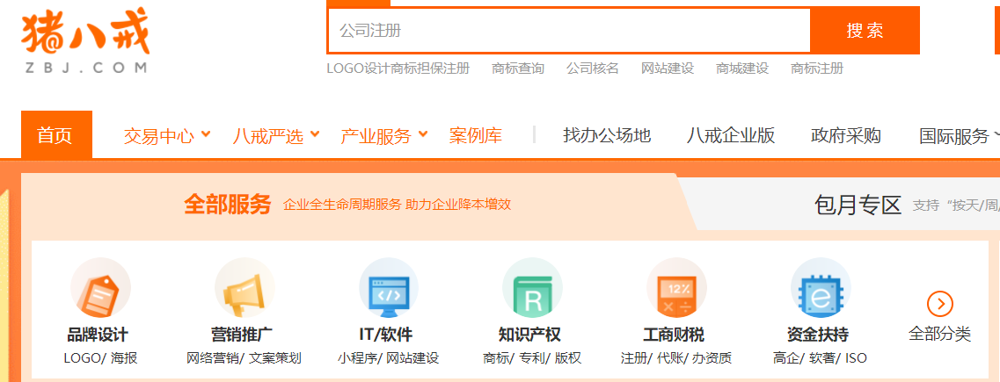 猪八戒
ZBJ.COM
公司注册
搜索
LOGO设计商标担保注册 商标查询 公司核名 网站建设 商城建设 商标注册
首页 交易中心 八戒严选 产业服务 案例库 找办公场地 八戒企业版 政府采购 国际服务
全部服务 企业全生命周期服务 助力企业降本增效
包月专区 支持“按天/周/
12%
</>
R
e
品牌设计 营销推广 IT/软件 知识产权 工商财税 资金扶持
LOGO/ 海报 网络营销/ 文案策划 小程序/ 网站建设 商标/ 专利/ 版权 注册/ 代账/ 办资质 高企/ 软著/ ISO
全部分类